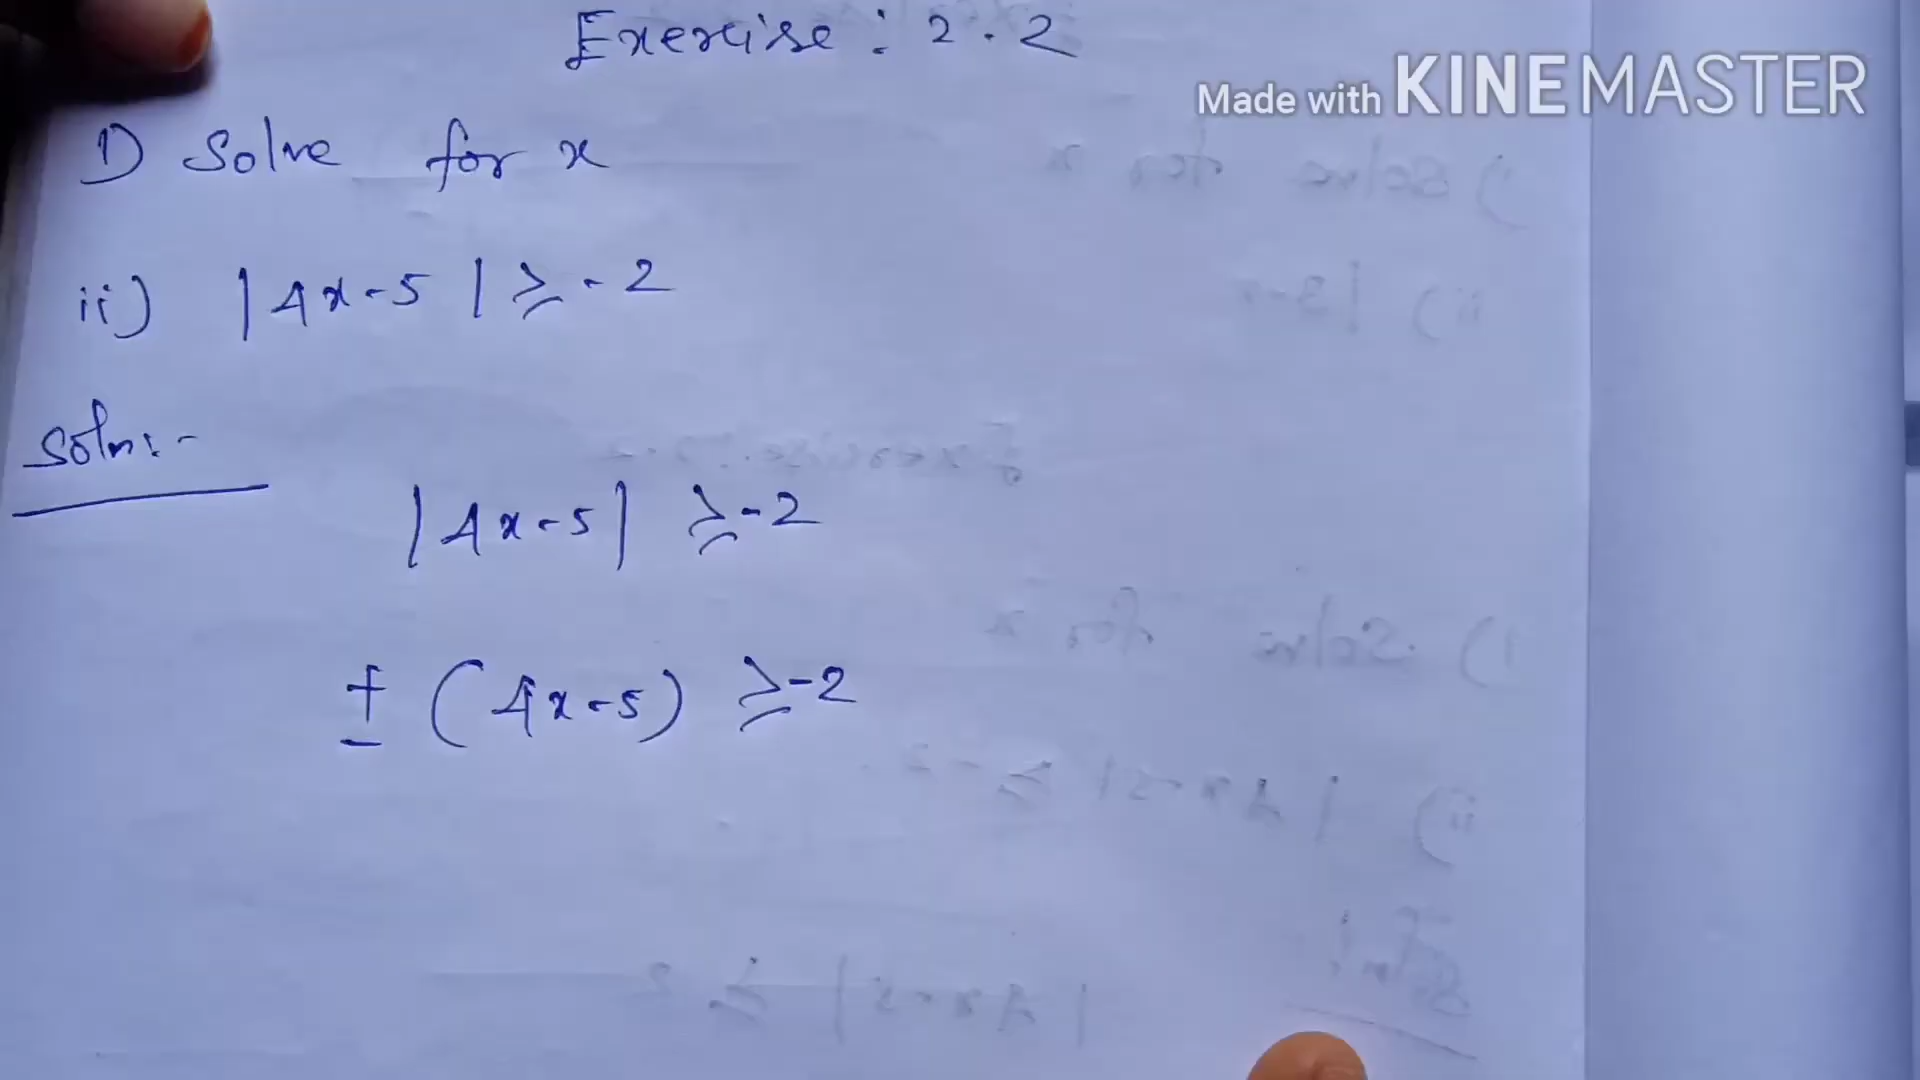 Exercise : 2.2
Made with KINEMASTER
1) Solve for x
ii) |4x-5| ≥ -2
Soln:-
|4x-5| ≥ -2
± (4x-5) ≥ -2